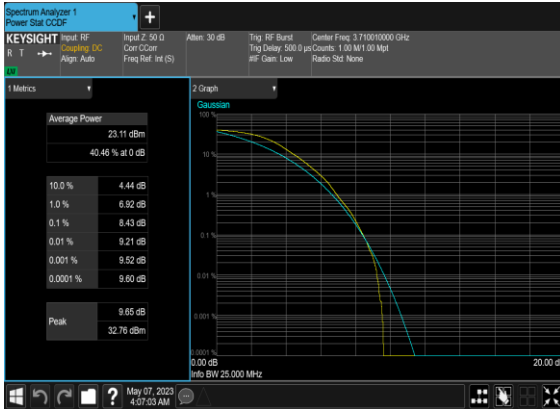 Spectrum Analyzer 1
Power Stat CCDF
KEYSIGHT
R T
Input: RF
Coupling: DC
Align: Auto
Input Z: 50 Ω
Corr CCorr
Freq Ref: Int (S)
Atten: 30 dB
Trig: RF Burst
Trig Delay: 500.0 µs
#IF Gain: Low
Center Freq: 3.710010000 GHz
Counts: 1.00 M/1.00 Mpt
Radio Std: None
1 Metrics
Average Power
23.11 dBm
40.46 % at 0 dB
10.0 % 4.44 dB
1.0 % 6.92 dB
0.1 % 8.43 dB
0.01 % 9.21 dB
0.001 % 9.52 dB
0.0001 % 9.60 dB
Peak
9.65 dB
32.76 dBm
2 Graph
Gaussian
100 %
10 %
1 %
0.1 %
0.01 %
0.001 %
0.0001 %
0.00 dB
20.00 d
Info BW 25.000 MHz
?
May 07, 2023
4:07:03 AM